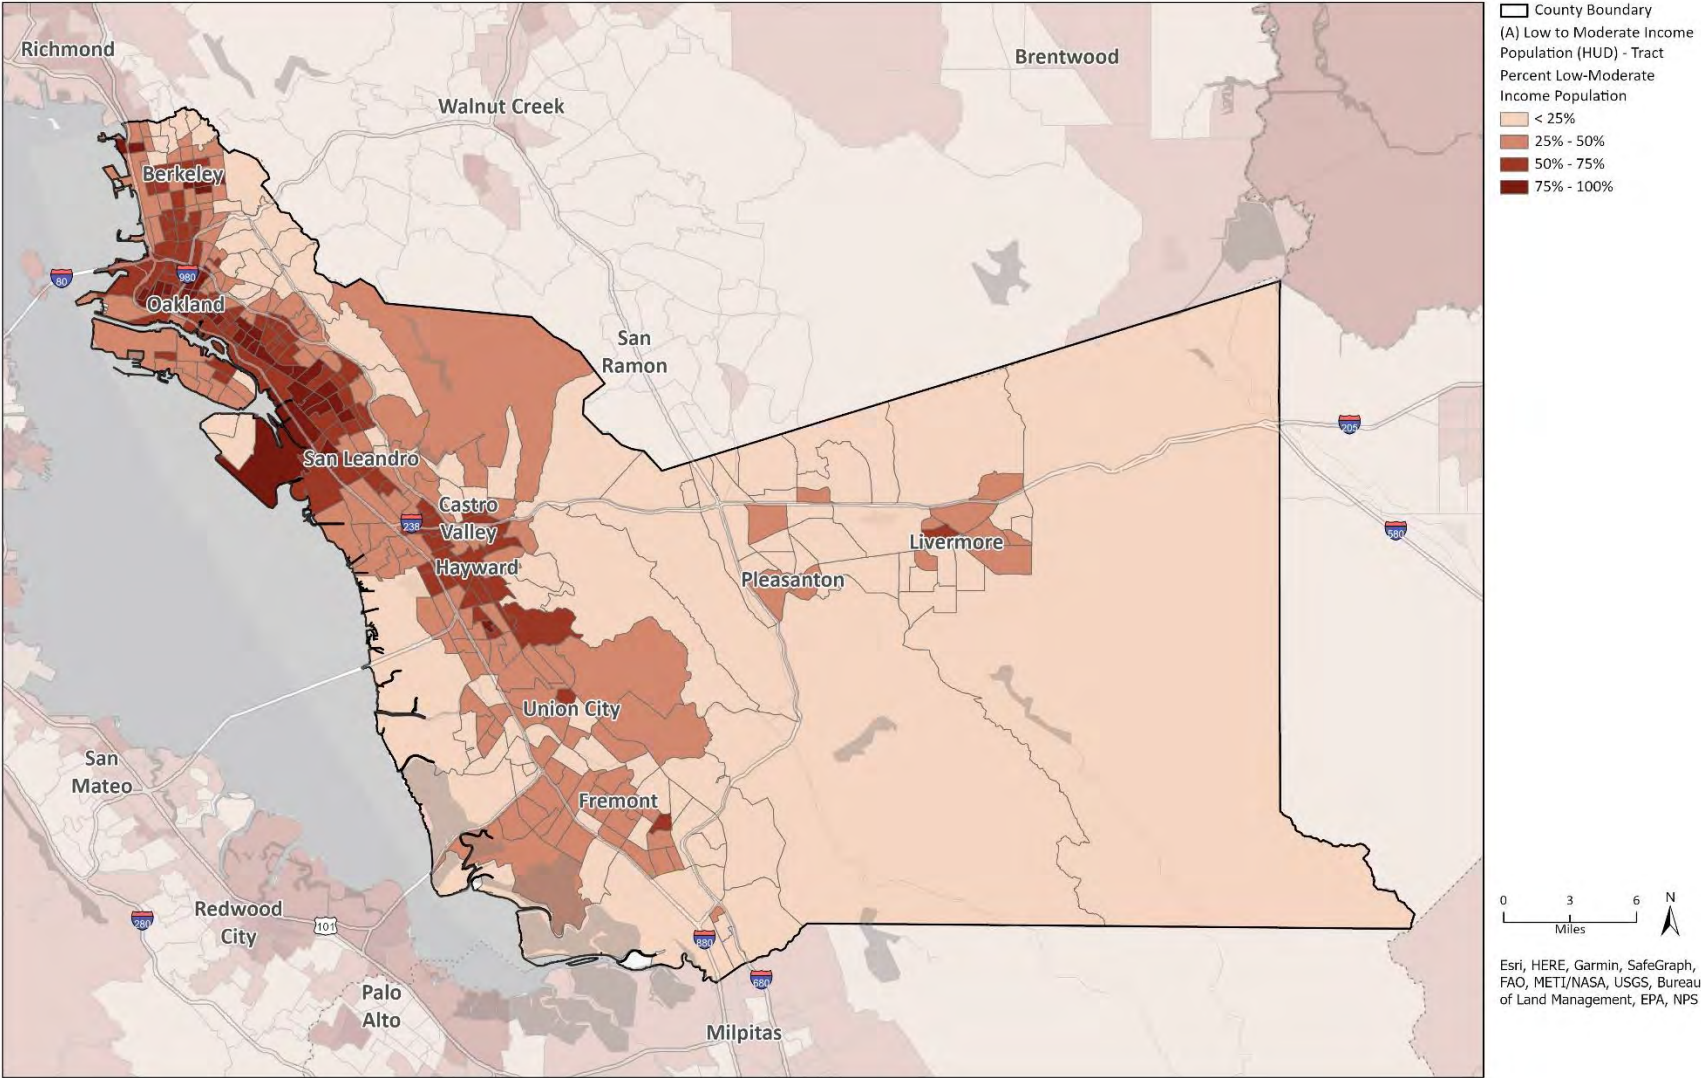 Richmond
Brentwood
Walnut Creek
Berkeley
80
980
Oakland
San
Ramon
205
San Leandro
Castro
Valley
238
580
Livermore
Hayward
Pleasanton
Union City
San
Mateo
Fremont
Redwood
City
280
101
880
680
Palo
Alto
Milpitas
County Boundary
(A) Low to Moderate Income
Population (HUD) - Tract
Percent Low-Moderate
Income Population
< 25%
25% - 50%
50% - 75%
75% - 100%
0 3 6
Miles
N
Esri, HERE, Garmin, SafeGraph,
FAO, METI/NASA, USGS, Bureau
of Land Management, EPA, NPS